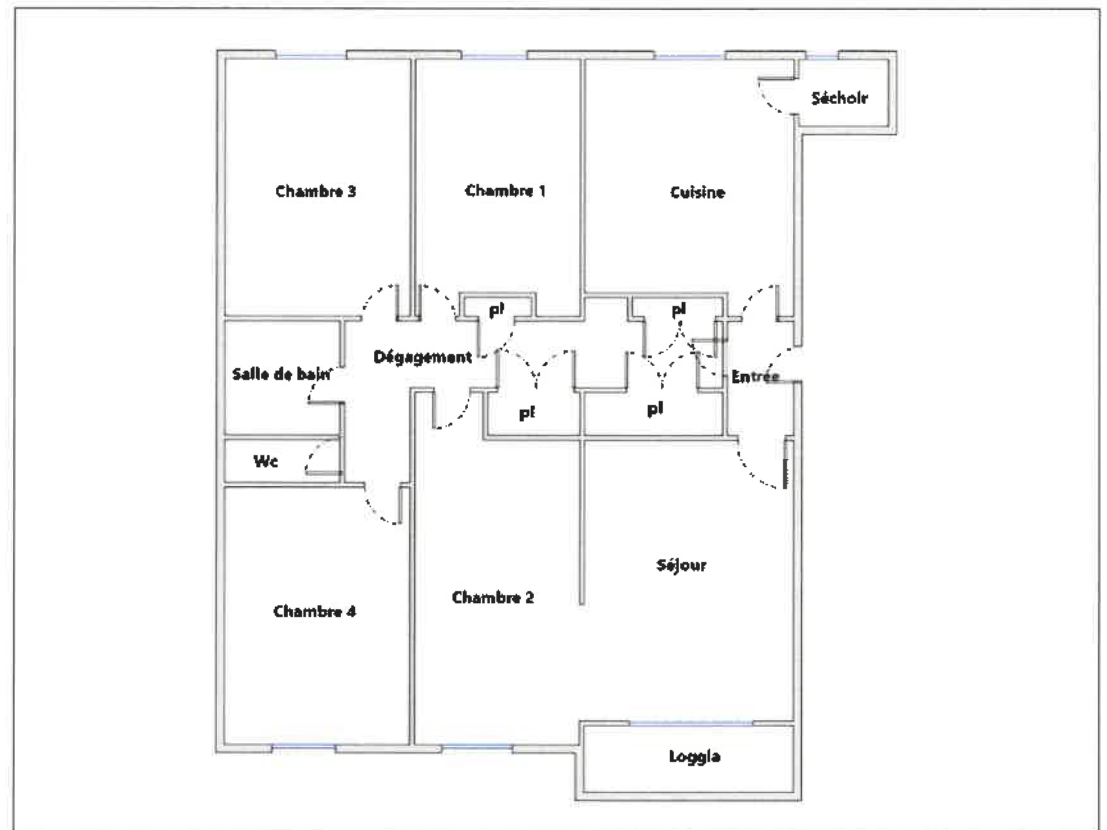 Séchoir
Chambre 3
Chambre 1
Cuisine
pl
pl
Dégagement
Salle de bain
Entrée
pl
pl
Wc
Séjour
Chambre 2
Chambre 4
Loggia